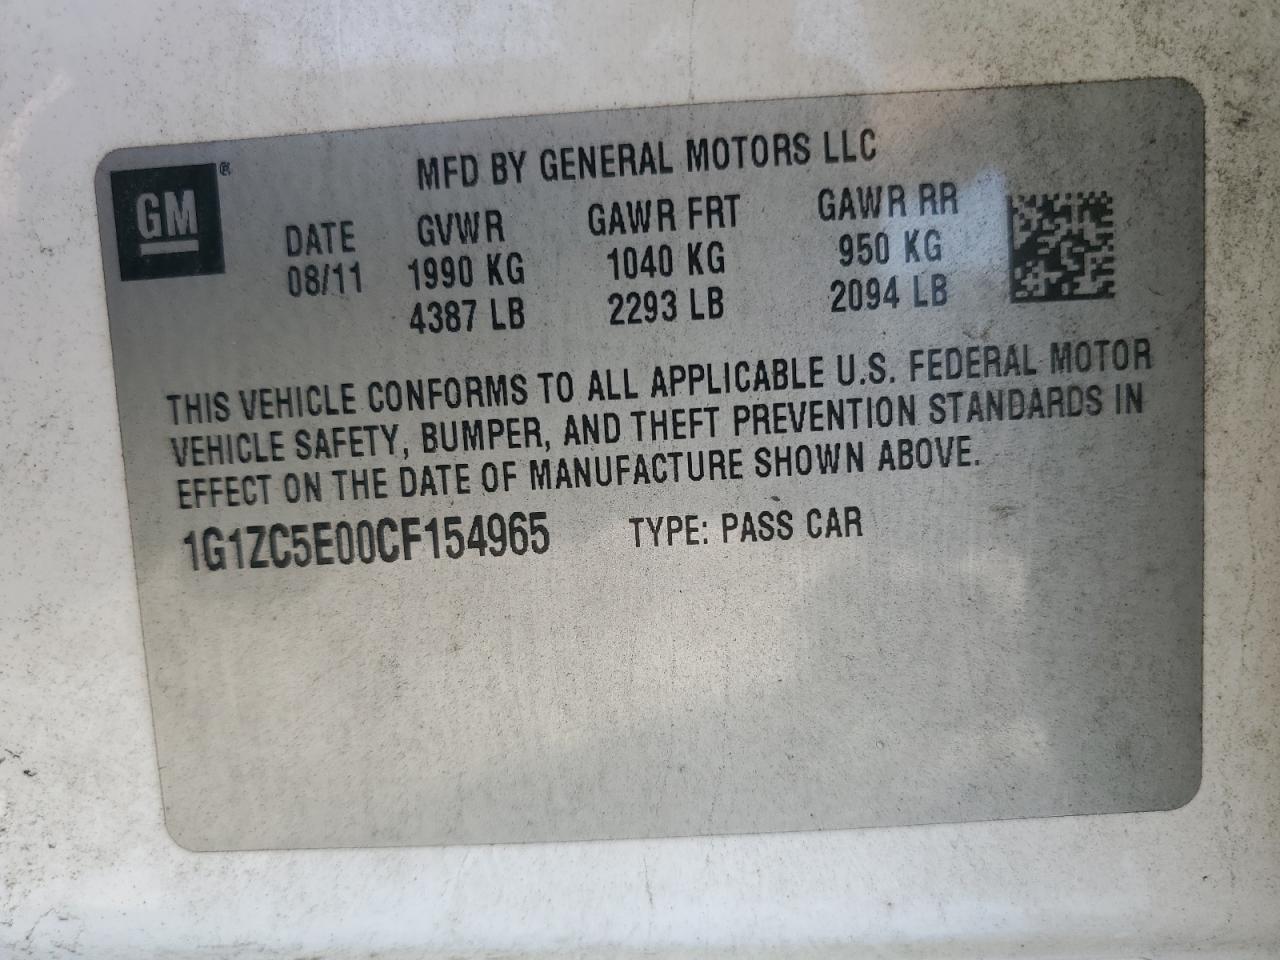 GM ®
MFD BY GENERAL MOTORS LLC
DATE GVWR GAWR FRT GAWR RR
08/11 1990 KG 1040 KG 950 KG
4387 LB 2293 LB 2094 LB
THIS VEHICLE CONFORMS TO ALL APPLICABLE U.S. FEDERAL MOTOR
VEHICLE SAFETY, BUMPER, AND THEFT PREVENTION STANDARDS IN
EFFECT ON THE DATE OF MANUFACTURE SHOWN ABOVE.
1G1ZC5E00CF154965 TYPE: PASS CAR